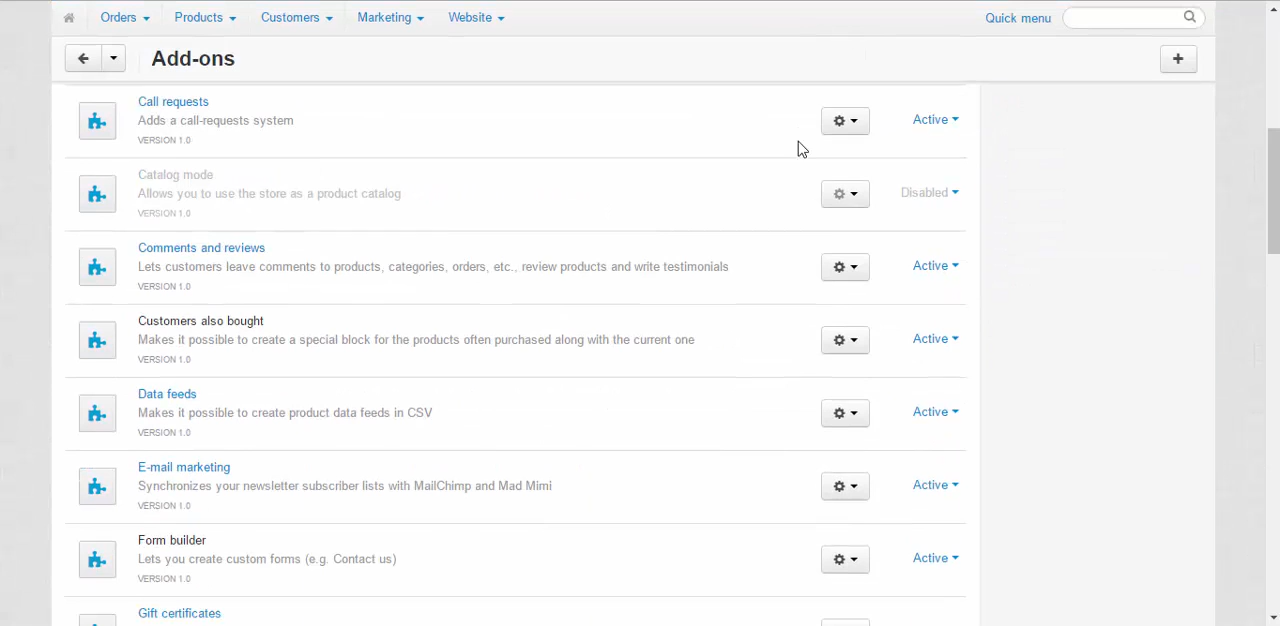 Orders Products Customers Marketing Website Quick menu
Add-ons
Call requests
Adds a call-requests system
VERSION 1.0
Active
Catalog mode
Allows you to use the store as a product catalog
VERSION 1.0
Disabled
Comments and reviews
Lets customers leave comments to products, categories, orders, etc., review products and write testimonials
VERSION 1.0
Active
Customers also bought
Makes it possible to create a special block for the products often purchased along with the current one
VERSION 1.0
Active
Data feeds
Makes it possible to create product data feeds in CSV
VERSION 1.0
Active
E-mail marketing
Synchronizes your newsletter subscriber lists with MailChimp and Mad Mimi
VERSION 1.0
Active
Form builder
Lets you create custom forms (e.g. Contact us)
VERSION 1.0
Active
Gift certificates